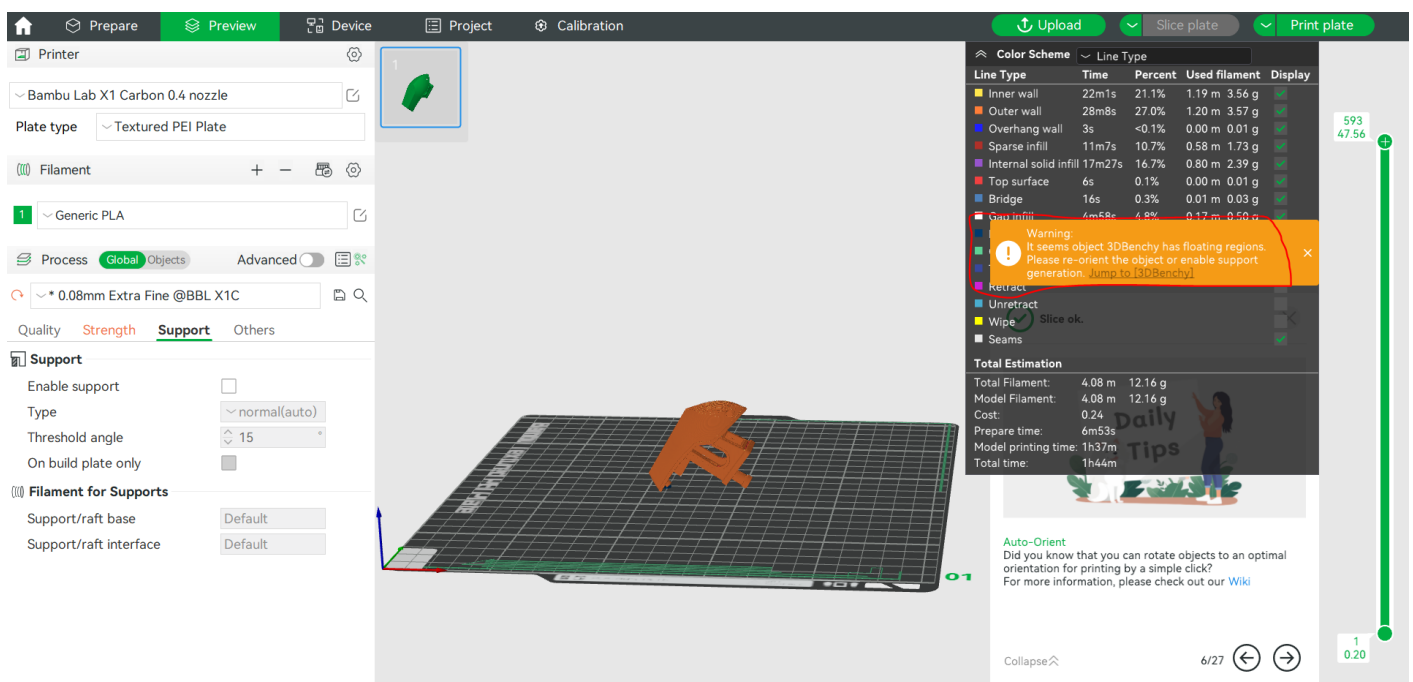 Prepare Preview Device Project Calibration Upload Slice plate Print plate
Printer
Bambu Lab X1 Carbon 0.4 nozzle
Plate type Textured PEI Plate
Filament
1 Generic PLA
Process Global Objects Advanced
* 0.08mm Extra Fine @BBL X1C
Quality Strength Support Others
Support
Enable support
Type normal(auto)
Threshold angle 15 °
On build plate only
Filament for Supports
Support/raft base Default
Support/raft interface Default
1
01
Color Scheme Line Type
Line Type Time Percent Used filament Display
Inner wall 22m1s 21.1% 1.19 m 3.56 g
Outer wall 28m8s 27.0% 1.20 m 3.57 g
Overhang wall 3s <0.1% 0.00 m 0.01 g
Sparse infill 11m7s 10.7% 0.58 m 1.73 g
Internal solid infill 17m27s 16.7% 0.80 m 2.39 g
Top surface 6s 0.1% 0.00 m 0.01 g
Bridge 16s 0.3% 0.01 m 0.03 g
Gap infill 4m58s 4.8% 0.17 m 0.50 g
Warning:
It seems object 3DBenchy has floating regions.
Please re-orient the object or enable support
generation. Jump to [3DBenchy]
Retract
Unretract
Wipe
Slice ok.
Seams
Total Estimation
Total Filament: 4.08 m 12.16 g
Model Filament: 4.08 m 12.16 g
Cost: 0.24
Prepare time: 6m53s
Model printing time: 1h37m
Total time: 1h44m
Daily
Tips
Auto-Orient
Did you know that you can rotate objects to an optimal
orientation for printing by a simple click?
For more information, please check out our Wiki
Collapse 6/27
593
47.56
1
0.20